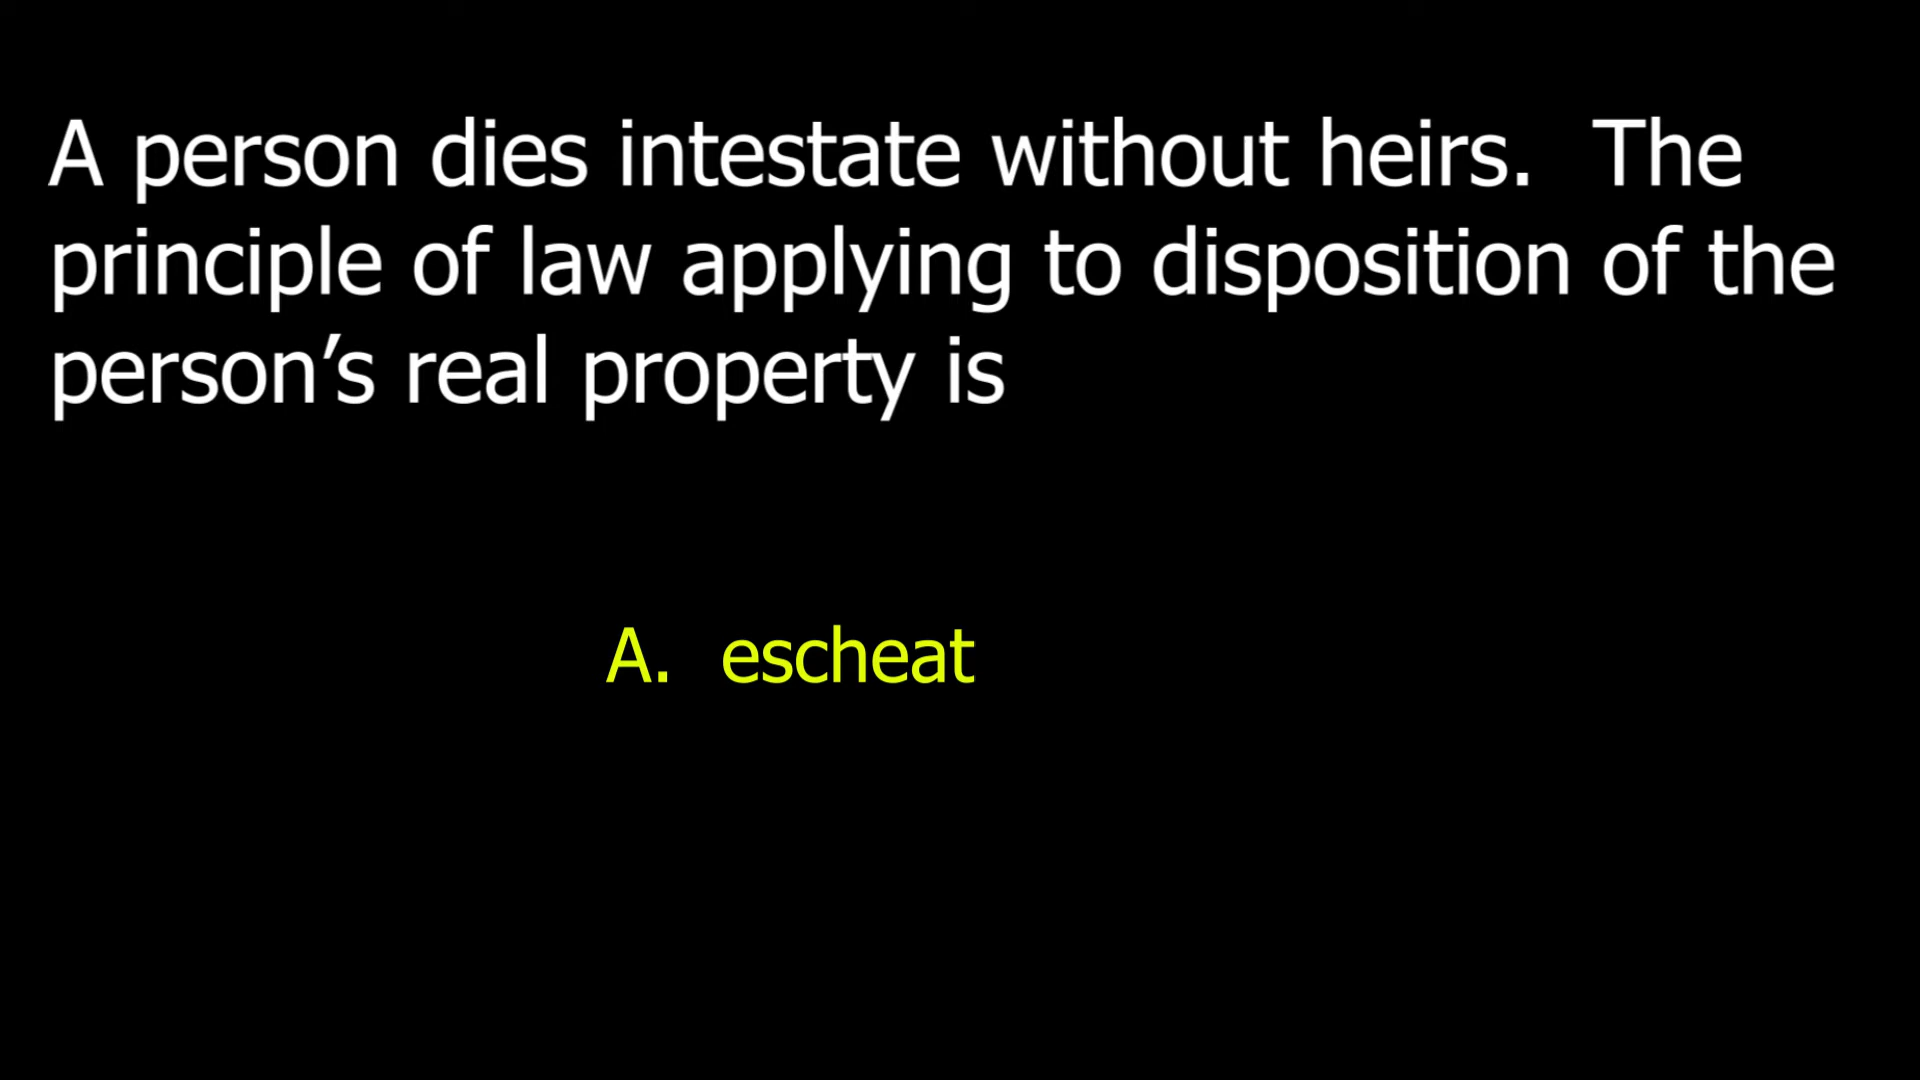 A person dies intestate without heirs.  The
principle of law applying to disposition of the
person’s real property is
A.  escheat